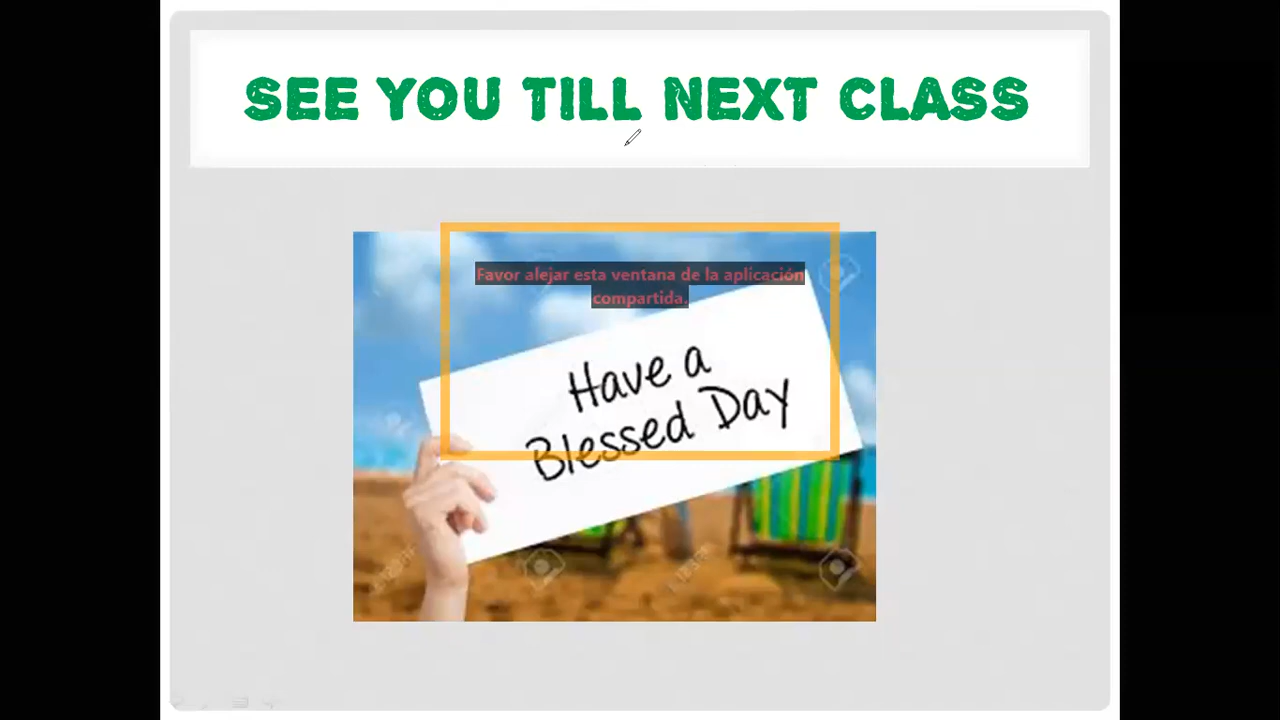 SEE YOU TILL NEXT CLASS
Favor alejar esta ventana de la aplicación
compartida.
Have a
Blessed Day